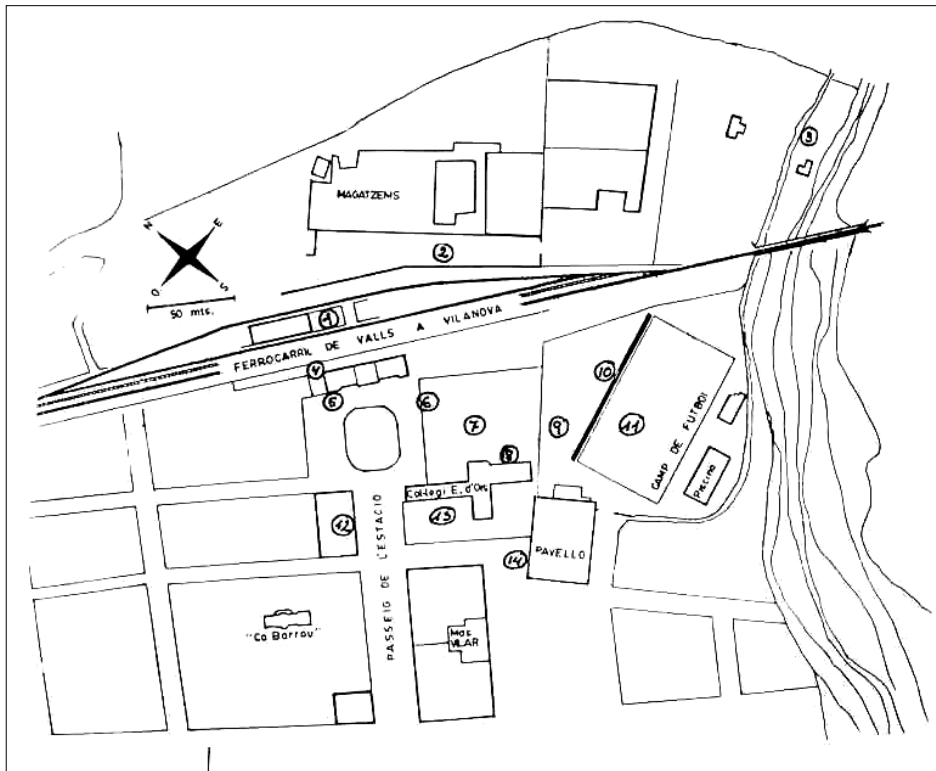 3
MAGATZEMS
2
N
E
O
S
50 mts.
1
FERROCARRIL DE VALLS A VILANOVA
4
5
6
7
8
9
10
11
CAMP DE FUTBOL
Piscina
Col·legi E. d'Ors
13
12
PASSEIG DE L'ESTACIÓ
14
PAVELLO
"Ca Barrau"
Mas
VILAR